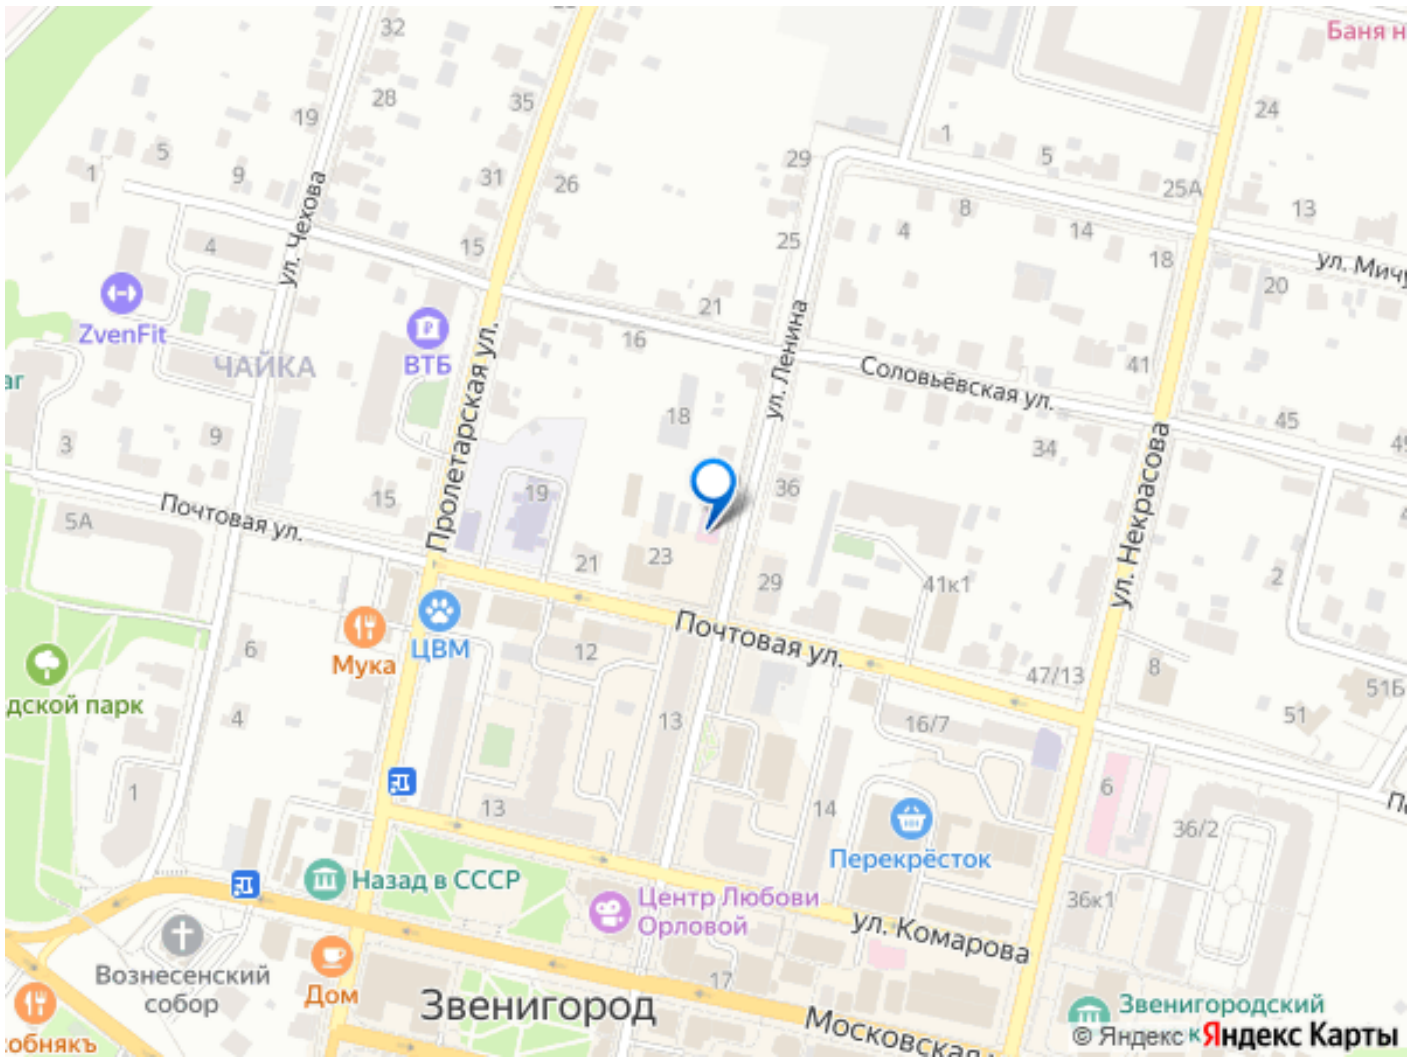 32
Баня н
28
35
24
19
1
5
29
5
1
9
31
26
25А
ул. Чехова
8
13
4
14
4
15
25
18
ул. Мичу
20
ZvenFit
21
ул. Ленина
16
ВТБ
ЧАЙКА
Пролетарская ул.
41
Соловьёвская ул.
аг
18
45
49
9
3
34
ул. Некрасова
36
19
15
5А
Почтовая ул.
23
21
29
41к1
2
Почтовая ул.
ЦВМ
Мука
6
12
8
47/13
51Б
дской парк
4
13
16/7
51
1
6
По
13
14
36/2
Перекрёсток
Назад в СССР
Центр Любови
Орловой
36к1
ул. Комарова
Вознесенский
собор
17
Дом
Звенигород
Звенигородский
Московская
к
обнякъ
© Яндекс
Яндекс Карты